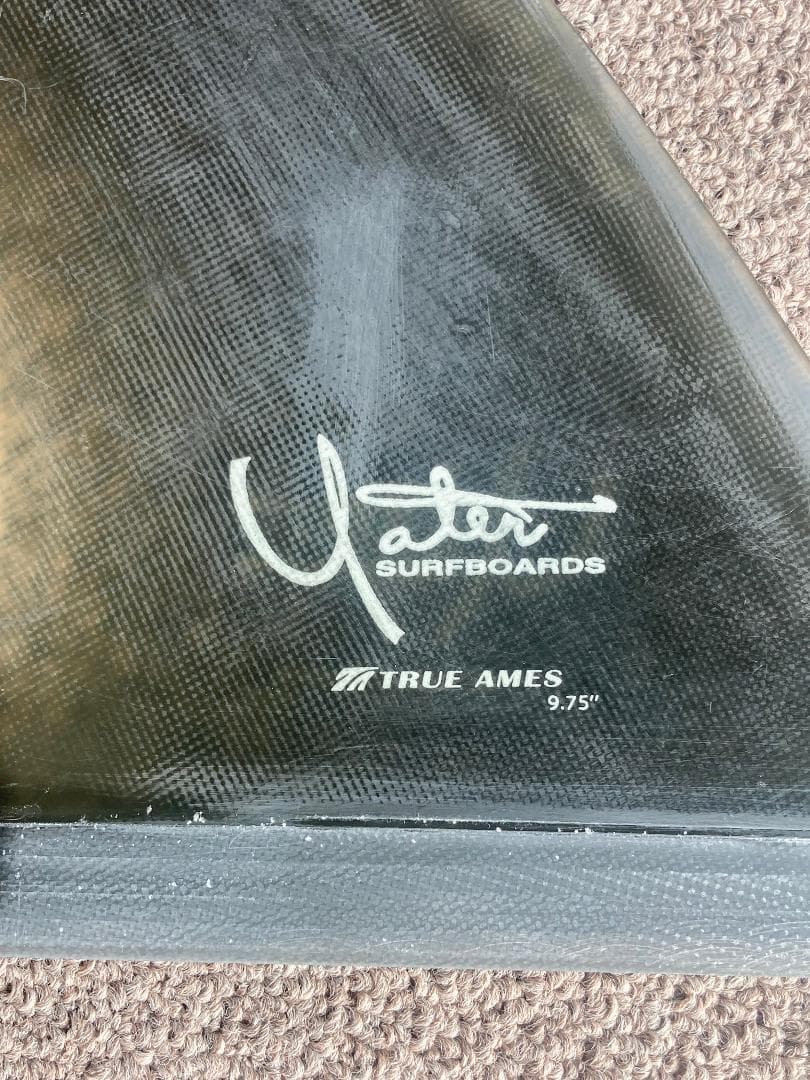 Yater
SURFBOARDS
TRUE AMES
9.75"